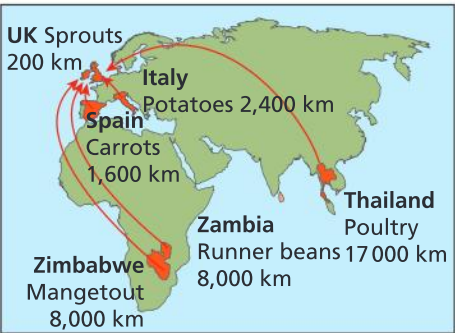 UK Sprouts
200 km
Italy
Potatoes 2,400 km
Spain
Carrots
1,600 km
Thailand
Poultry
17 000 km
Zambia
Runner beans
8,000 km
Zimbabwe
Mangetout
8,000 km